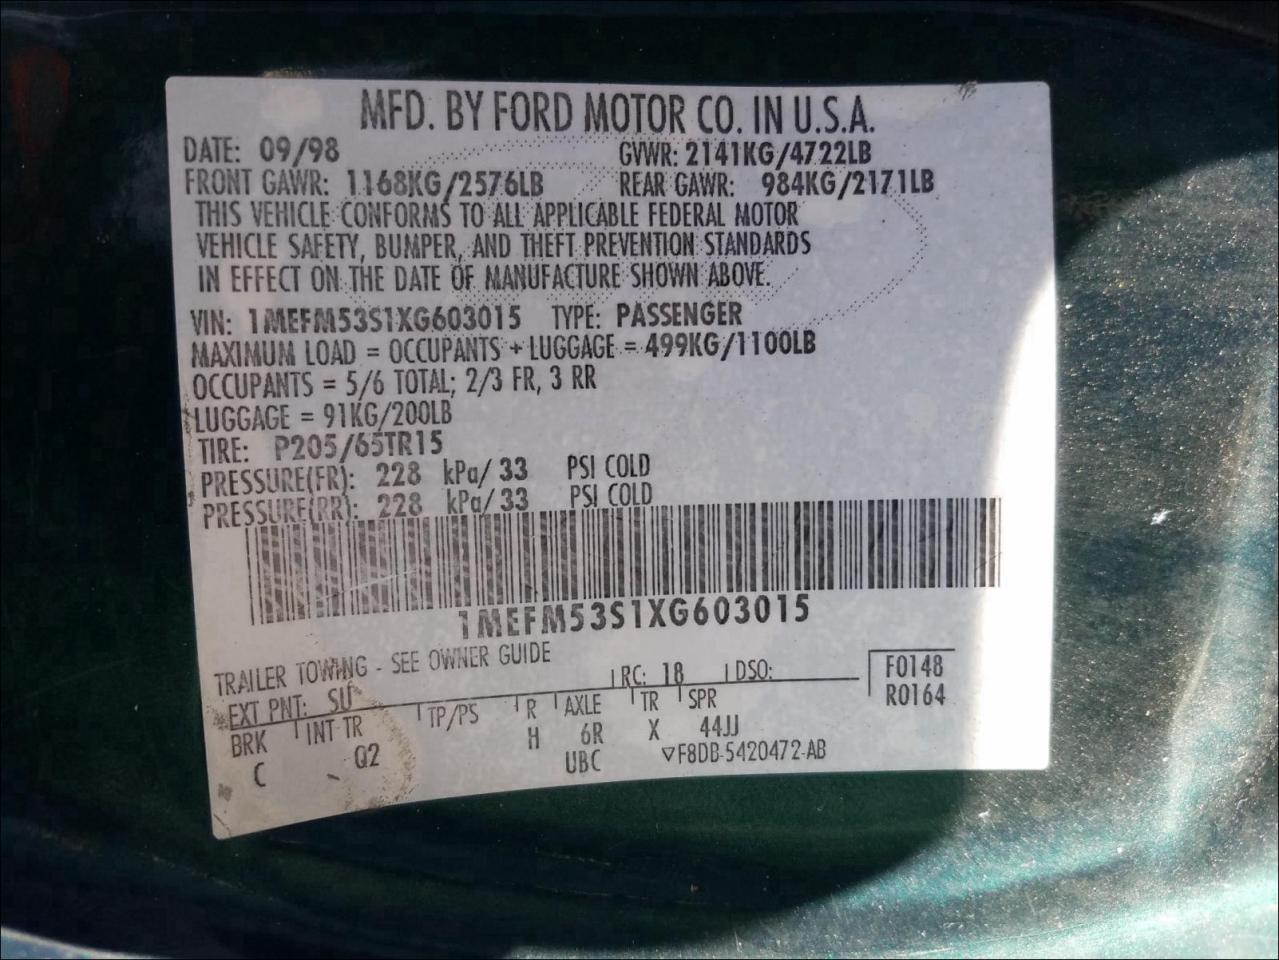 MFD. BY FORD MOTOR CO. IN U.S.A.
DATE: 09/98 GVWR: 2141KG/4722LB
FRONT GAWR: 1168KG/2576LB REAR GAWR: 984KG/2171LB
THIS VEHICLE CONFORMS TO ALL APPLICABLE FEDERAL MOTOR
VEHICLE SAFETY, BUMPER, AND THEFT PREVENTION STANDARDS
IN EFFECT ON THE DATE OF MANUFACTURE SHOWN ABOVE.
VIN: 1MEFM53S1XG603015 TYPE: PASSENGER
MAXIMUM LOAD = OCCUPANTS + LUGGAGE = 499KG/1100LB
OCCUPANTS = 5/6 TOTAL; 2/3 FR, 3 RR
LUGGAGE = 91KG/200LB
TIRE: P205/65TR15
PRESSURE(FR): 228 kPa/ 33 PSI COLD
PRESSURE(RR): 228 kPa/ 33 PSI COLD
1MEFM53S1XG603015
TRAILER TOWING - SEE OWNER GUIDE
EXT PNT: SU RC: 18 DSO: F0148
R0164
BRK INT TR TP/PS R AXLE TR SPR
C Q2 H 6R X 44JJ
UBC ▽F8DB-5420472-AB